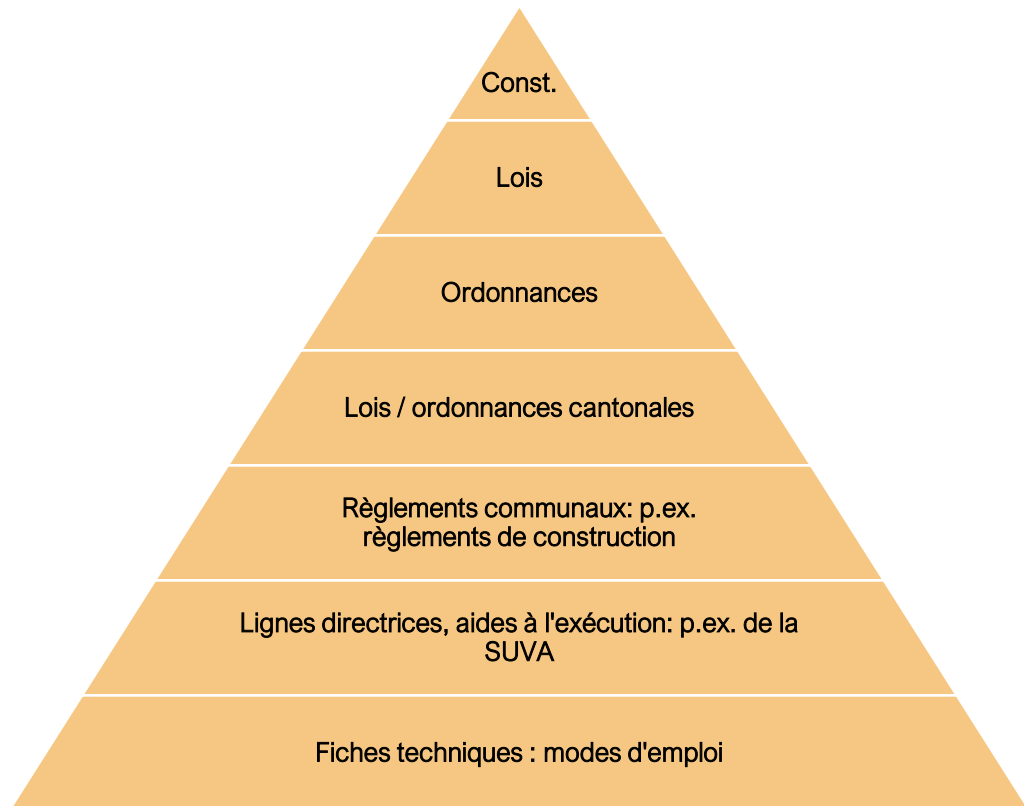 Const.
Lois
Ordonnances
Lois / ordonnances cantonales
Règlements communaux: p.ex.
règlements de construction
Lignes directrices, aides à l'exécution: p.ex. de la
SUVA
Fiches techniques : modes d'emploi